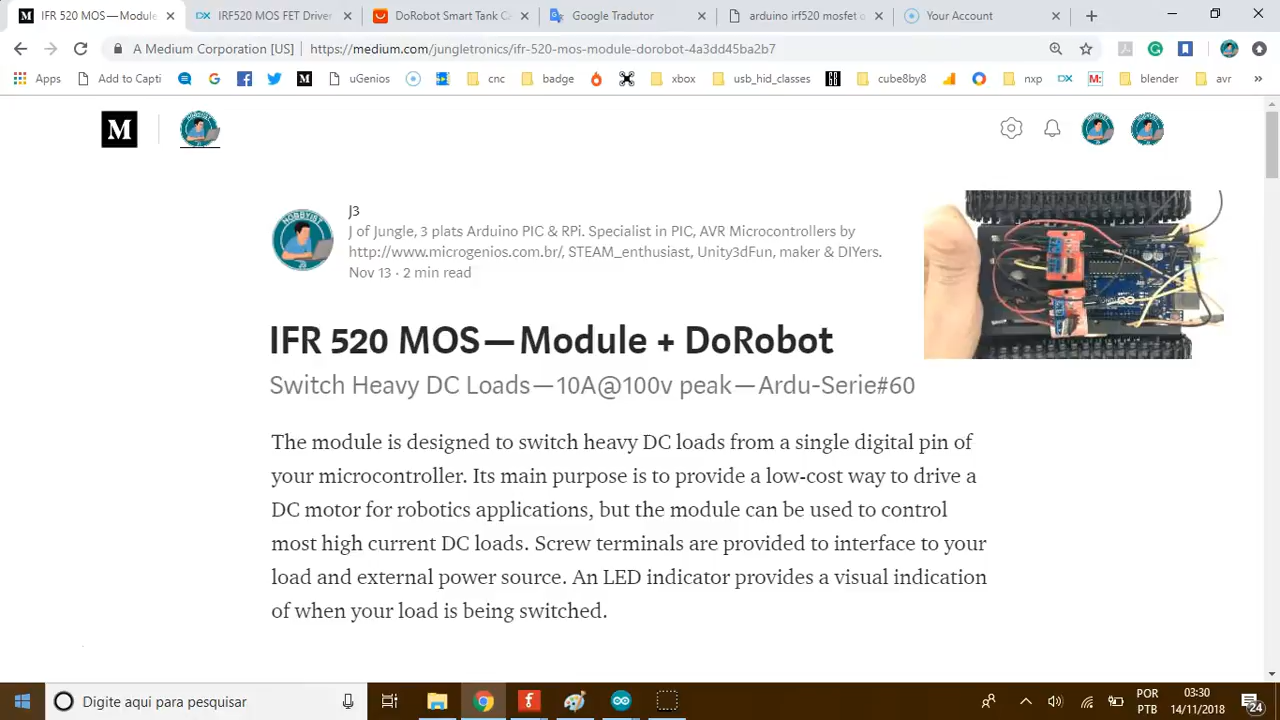 IFR 520 MOS—Module
IRF520 MOS FET Driver
DoRobot Smart Tank C
Google Tradutor
arduino irf520 mosfet o
Your Account
A Medium Corporation [US]
https://medium.com/jungletronics/ifr-520-mos-module-dorobot-4a3dd45ba2b7
Apps
Add to Capti
uGenios
cnc
badge
xbox
usb_hid_classes
cube8by8
nxp
blender
avr
M
J3
J of Jungle, 3 plats Arduino PIC & RPi. Specialist in PIC, AVR Microcontrollers by
http://www.microgenios.com.br/, STEAM_enthusiast, Unity3dFun, maker & DIYers.
Nov 13 · 2 min read
IFR 520 MOS—Module + DoRobot
Switch Heavy DC Loads—10A@100v peak—Ardu-Serie#60
The module is designed to switch heavy DC loads from a single digital pin of
your microcontroller. Its main purpose is to provide a low-cost way to drive a
DC motor for robotics applications, but the module can be used to control
most high current DC loads. Screw terminals are provided to interface to your
load and external power source. An LED indicator provides a visual indication
of when your load is being switched.
Digite aqui para pesquisar
POR
PTB
03:30
14/11/2018
24